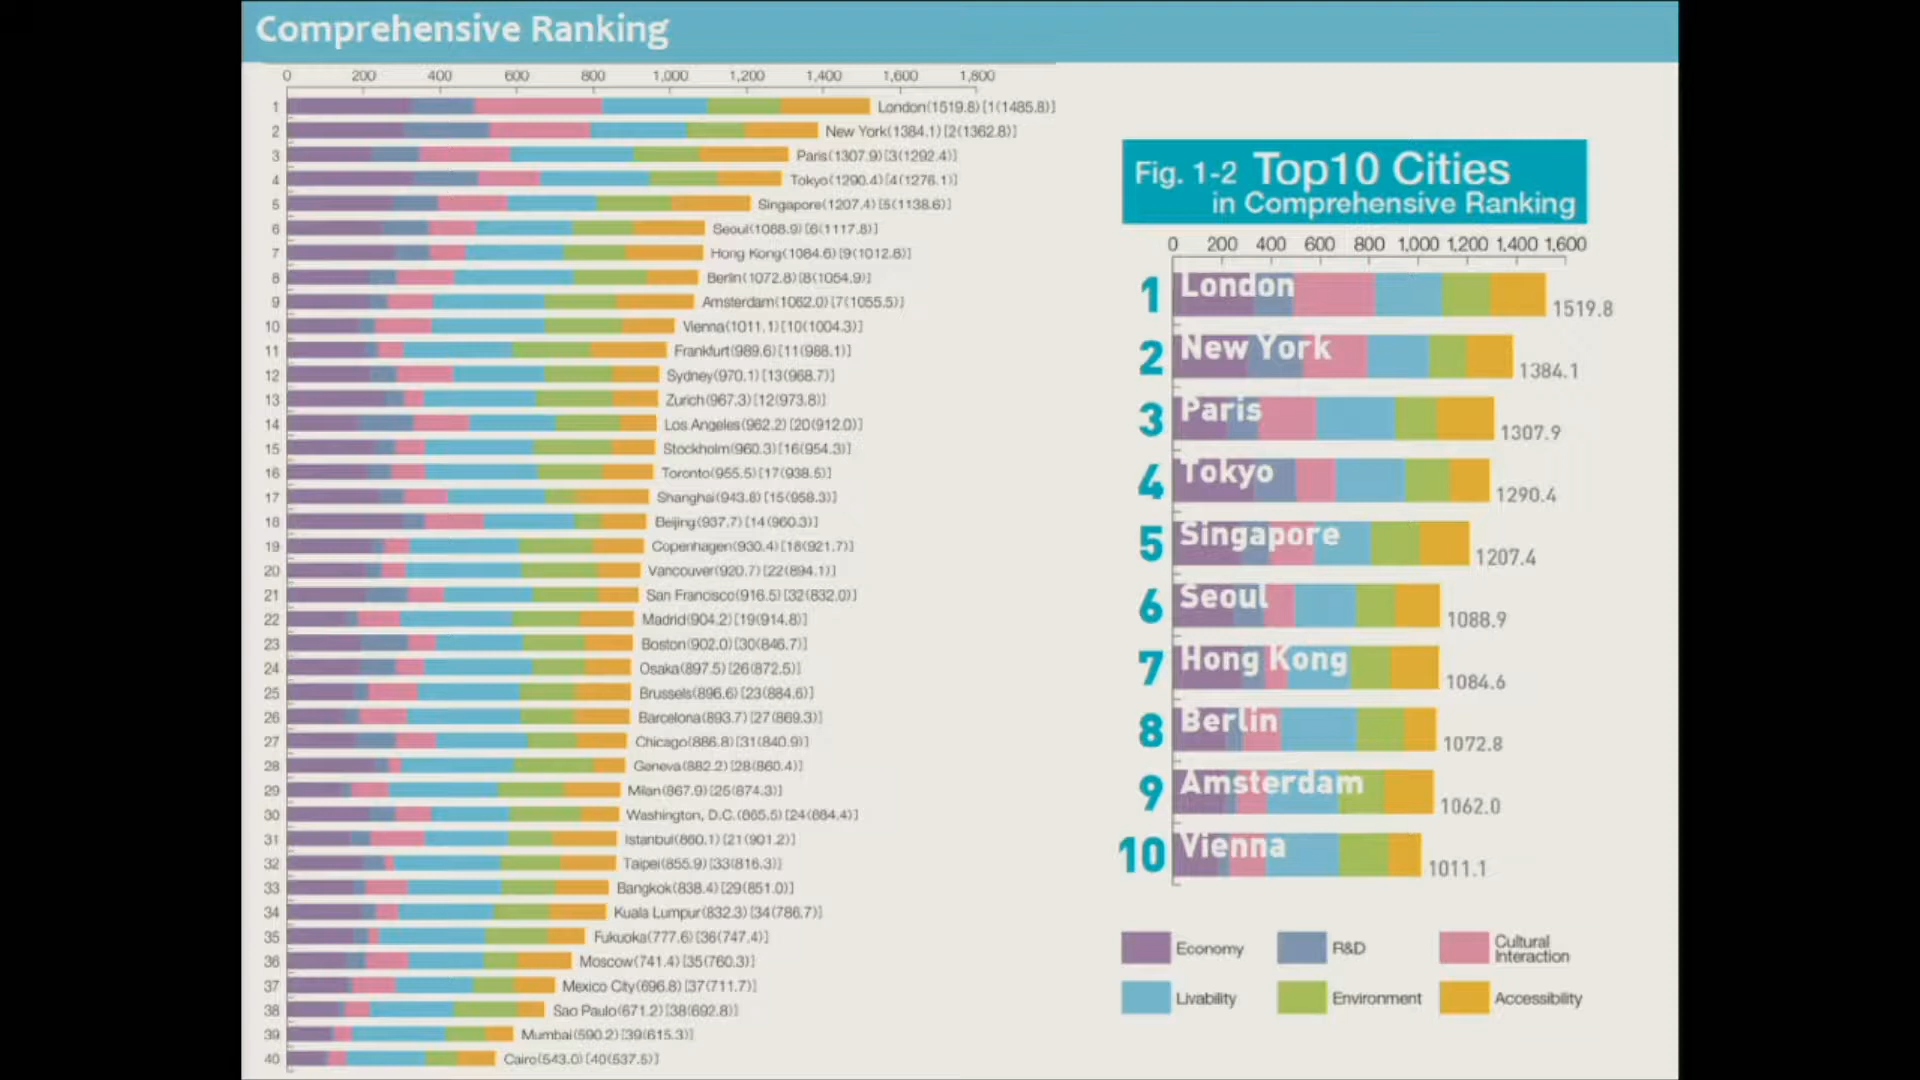 Comprehensive Ranking
0 200 400 600 800 1,000 1,200 1,400 1,600 1,800
1 London(1519.8) [1(1485.8)]
2 New York(1384.1) [2(1362.8)]
3 Paris(1307.9) [3(1292.4)]
4 Tokyo(1290.4) [4(1276.1)]
5 Singapore(1207.4) [5(1138.6)]
6 Seoul(1088.9) [6(1117.8)]
7 Hong Kong(1084.6) [9(1012.8)]
8 Berlin(1072.8) [8(1054.9)]
9 Amsterdam(1062.0) [7(1055.5)]
10 Vienna(1011.1) [10(1004.3)]
11 Frankfurt(989.6) [11(988.1)]
12 Sydney(970.1) [13(968.7)]
13 Zurich(967.3) [12(973.8)]
14 Los Angeles(962.2) [20(912.0)]
15 Stockholm(960.3) [16(954.3)]
16 Toronto(955.5) [17(938.5)]
17 Shanghai(943.8) [15(958.3)]
18 Beijing(937.7) [14(960.3)]
19 Copenhagen(930.4) [18(921.7)]
20 Vancouver(920.7) [22(894.1)]
21 San Francisco(916.5) [32(832.0)]
22 Madrid(904.2) [19(914.8)]
23 Boston(902.0) [30(846.7)]
24 Osaka(897.5) [26(872.5)]
25 Brussels(896.6) [23(884.6)]
26 Barcelona(893.7) [27(869.3)]
27 Chicago(886.8) [31(840.9)]
28 Geneva(882.2) [28(860.4)]
29 Milan(867.9) [25(874.3)]
30 Washington, D.C.(865.5) [24(884.4)]
31 Istanbul(860.1) [21(901.2)]
32 Taipei(855.9) [33(816.3)]
33 Bangkok(838.4) [29(851.0)]
34 Kuala Lumpur(832.3) [34(786.7)]
35 Fukuoka(777.6) [36(747.4)]
36 Moscow(741.4) [35(760.3)]
37 Mexico City(696.8) [37(711.7)]
38 Sao Paulo(671.2) [38(692.8)]
39 Mumbai(590.2) [39(615.3)]
40 Cairo(543.0) [40(537.5)]
Fig. 1-2 Top10 Cities
in Comprehensive Ranking
0 200 400 600 800 1,000 1,200 1,400 1,600
1 London 1519.8
2 New York 1384.1
3 Paris 1307.9
4 Tokyo 1290.4
5 Singapore 1207.4
6 Seoul 1088.9
7 Hong Kong 1084.6
8 Berlin 1072.8
9 Amsterdam 1062.0
10 Vienna 1011.1
Economy R&D Cultural
Interaction
Livability Environment Accessibility